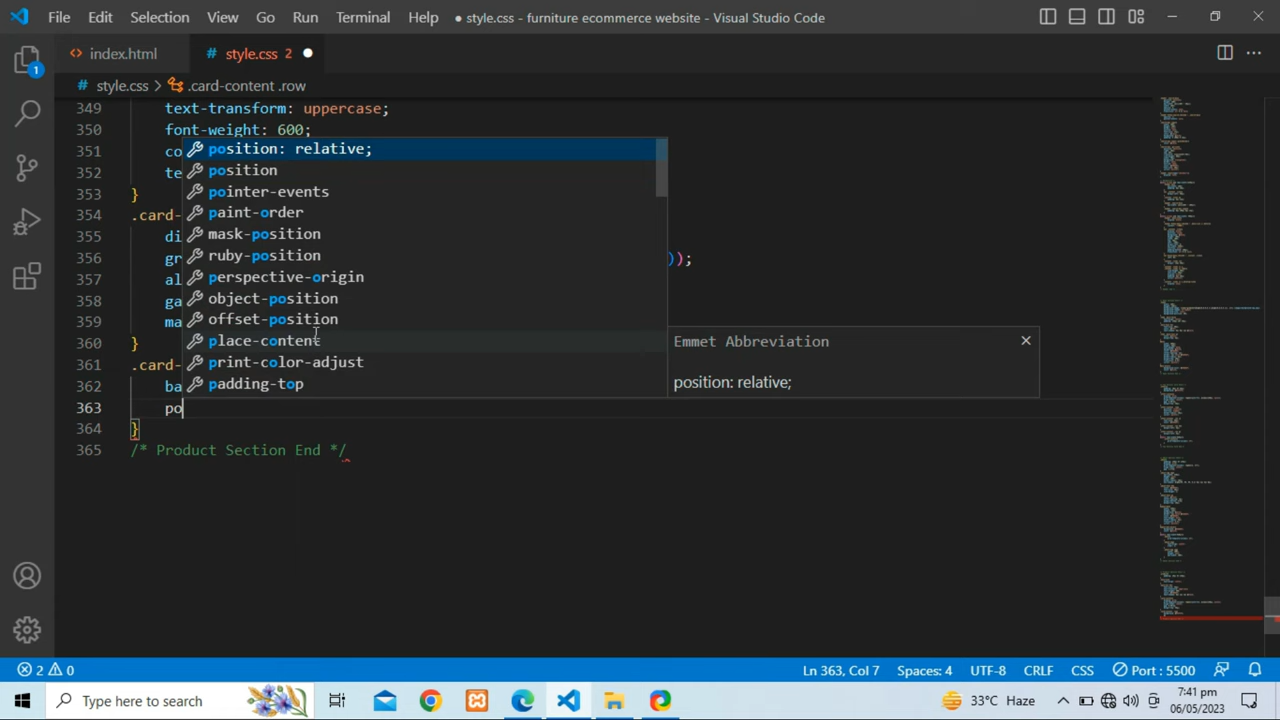 File Edit Selection View Go Run Terminal Help ● style.css - furniture ecommerce website - Visual Studio Code
index.html # style.css 2
# style.css > .card-content .row
349 text-transform: uppercase;
350 font-weight: 600;
351 co
position: relative;
352 te
position
353 }
pointer-events
354 .card-
paint-order
355 di
mask-position
356 gr
ruby-position
));
357 al
perspective-origin
358 ga
object-position
359 ma
offset-position
360 }
place-content
Emmet Abbreviation
361 .card-
print-color-adjust
362 ba
padding-top
position: relative;
363 po
364 }
365 /* Product Section End */
1
2 0 Ln 363, Col 7 Spaces: 4 UTF-8 CRLF CSS Port : 5500
Type here to search 33°C Haze 7:41 pm
06/05/2023